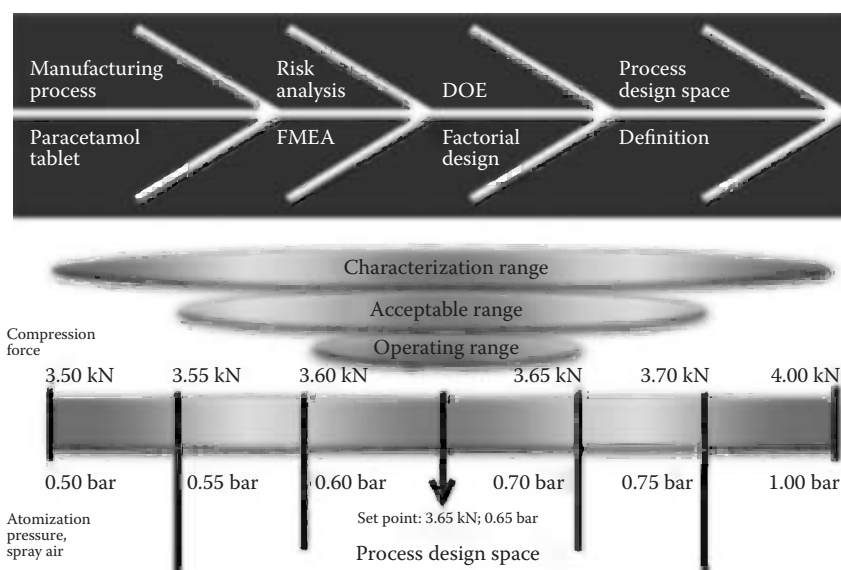 Manufacturing
process
Risk
analysis
DOE
Process
design space
Paracetamol
tablet
FMEA
Factorial
design
Definition
Characterization range
Acceptable range
Operating range
Compression
force
3.50 kN 3.55 kN 3.60 kN 3.65 kN 3.70 kN 4.00 kN
0.50 bar 0.55 bar 0.60 bar 0.70 bar 0.75 bar 1.00 bar
Atomization
pressure,
spray air
Set point: 3.65 kN; 0.65 bar
Process design space